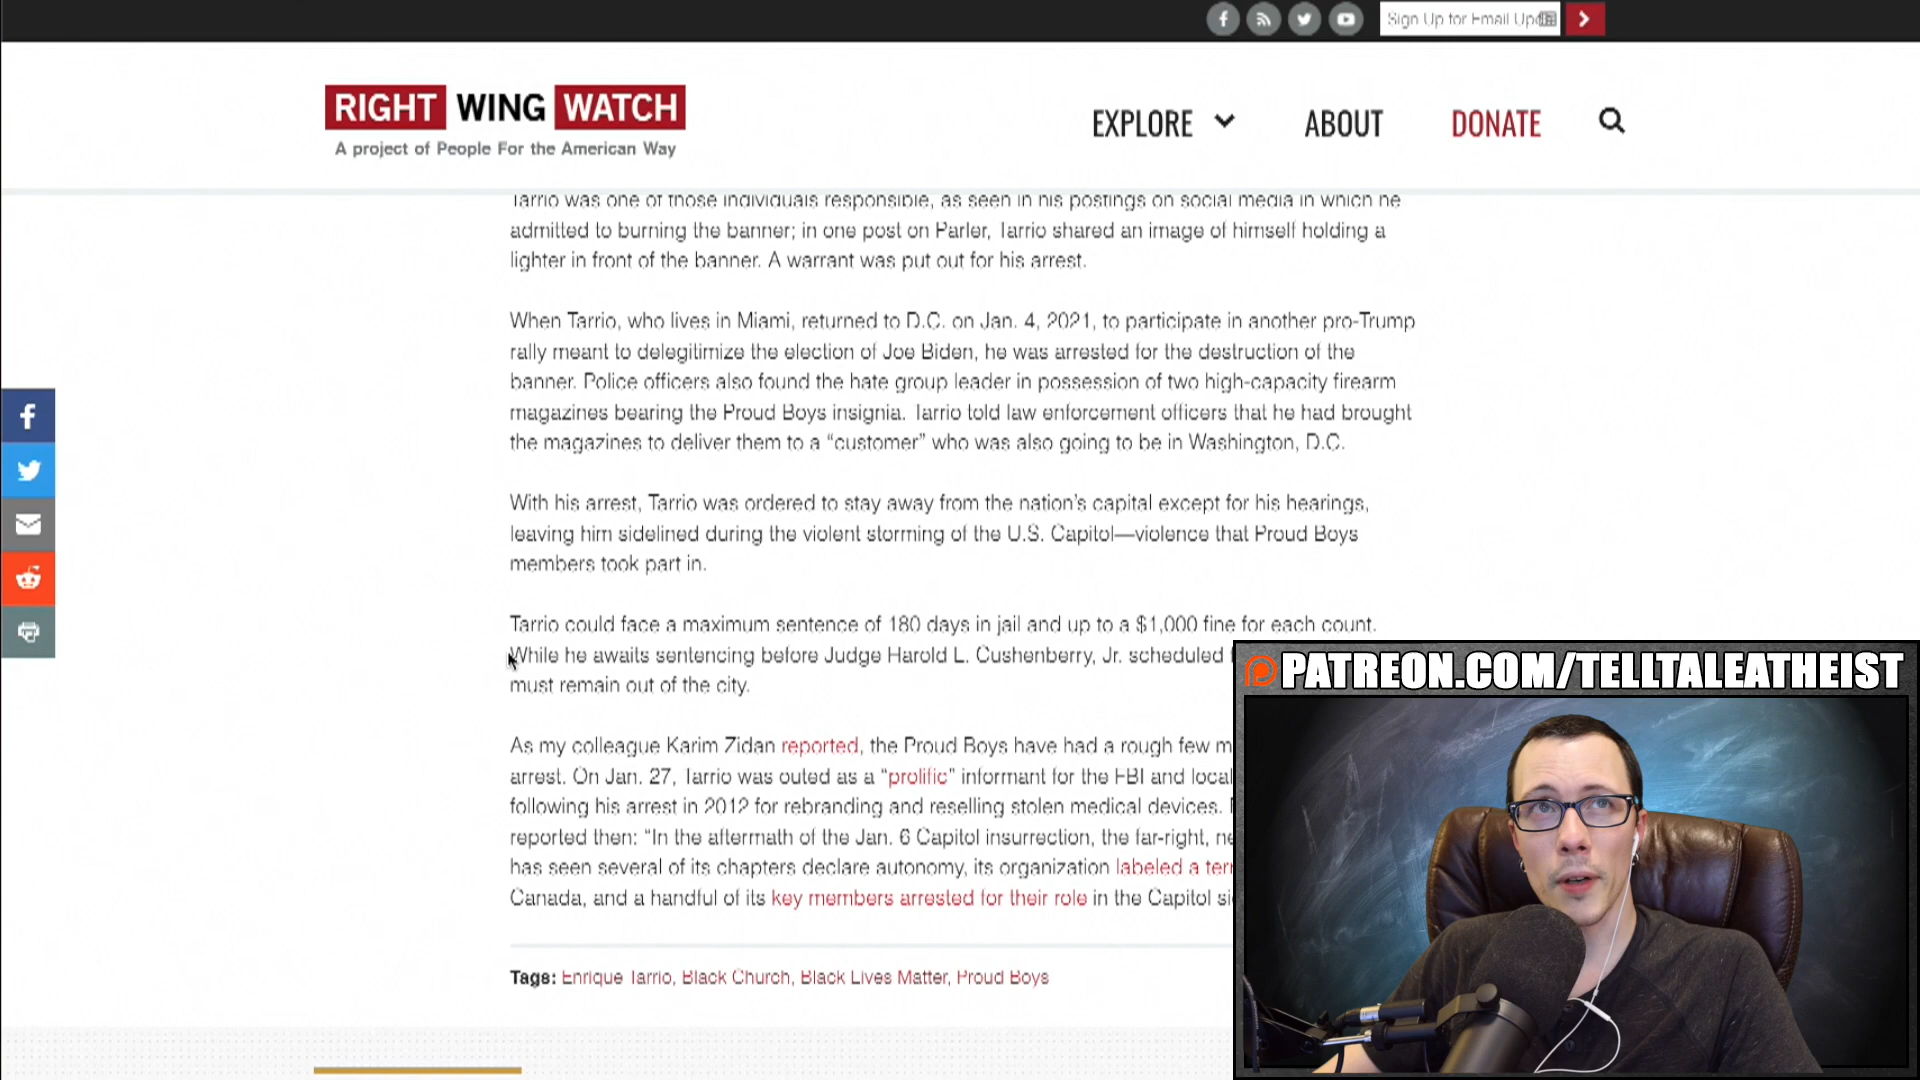 Sign Up for Email Upd
RIGHT WING WATCH
A project of People For the American Way
EXPLORE
ABOUT
DONATE
Tarrio was one of those individuals responsible, as seen in his postings on social media in which he
admitted to burning the banner; in one post on Parler, Tarrio shared an image of himself holding a
lighter in front of the banner. A warrant was put out for his arrest.
When Tarrio, who lives in Miami, returned to D.C. on Jan. 4, 2021, to participate in another pro-Trump
rally meant to delegitimize the election of Joe Biden, he was arrested for the destruction of the
banner. Police officers also found the hate group leader in possession of two high-capacity firearm
magazines bearing the Proud Boys insignia. Tarrio told law enforcement officers that he had brought
the magazines to deliver them to a “customer” who was also going to be in Washington, D.C.
With his arrest, Tarrio was ordered to stay away from the nation’s capital except for his hearings,
leaving him sidelined during the violent storming of the U.S. Capitol—violence that Proud Boys
members took part in.
Tarrio could face a maximum sentence of 180 days in jail and up to a $1,000 fine for each count.
While he awaits sentencing before Judge Harold L. Cushenberry, Jr. scheduled
must remain out of the city.
As my colleague Karim Zidan reported, the Proud Boys have had a rough few m
arrest. On Jan. 27, Tarrio was outed as a “prolific” informant for the FBI and local
following his arrest in 2012 for rebranding and reselling stolen medical devices.
reported then: “In the aftermath of the Jan. 6 Capitol insurrection, the far-right, ne
has seen several of its chapters declare autonomy, its organization labeled a terr
Canada, and a handful of its key members arrested for their role in the Capitol si
Tags: Enrique Tarrio, Black Church, Black Lives Matter, Proud Boys
PATREON.COM/TELLTALEATHEIST